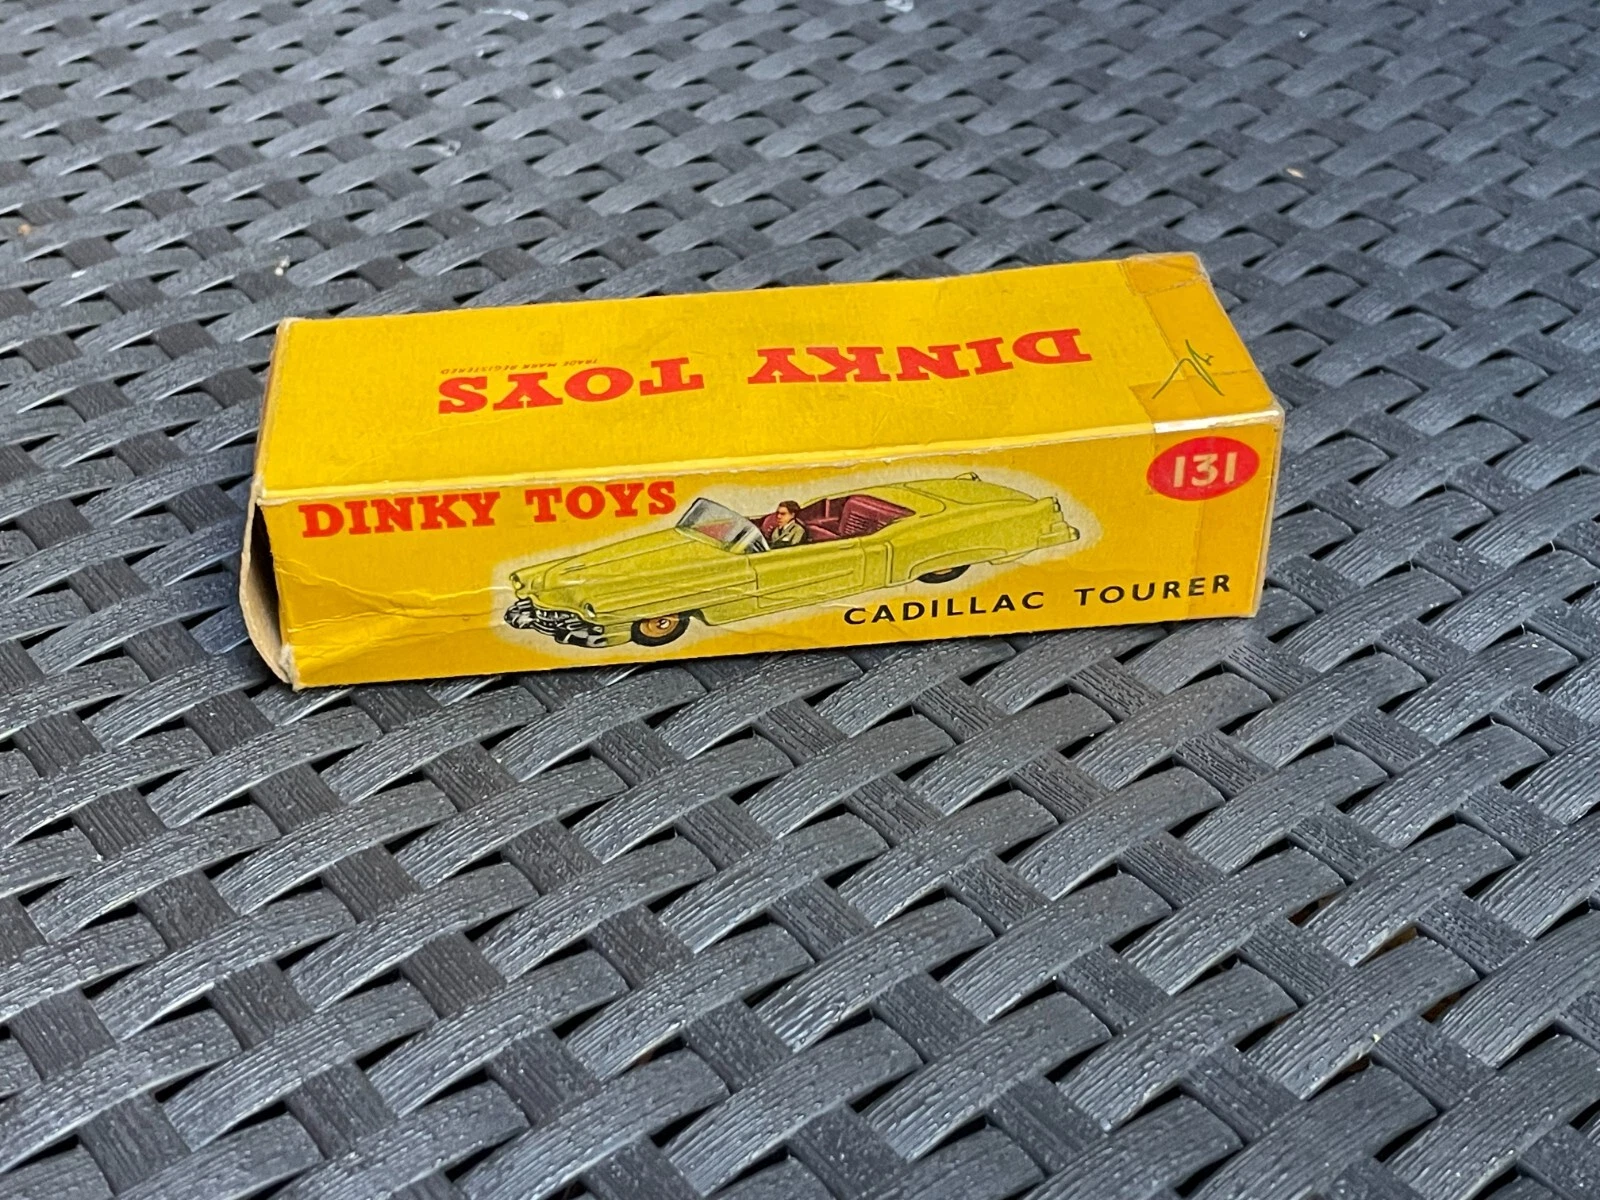 DINKY TOYS
TRADE MARK REGISTERED
DINKY TOYS
131
CADILLAC TOURER